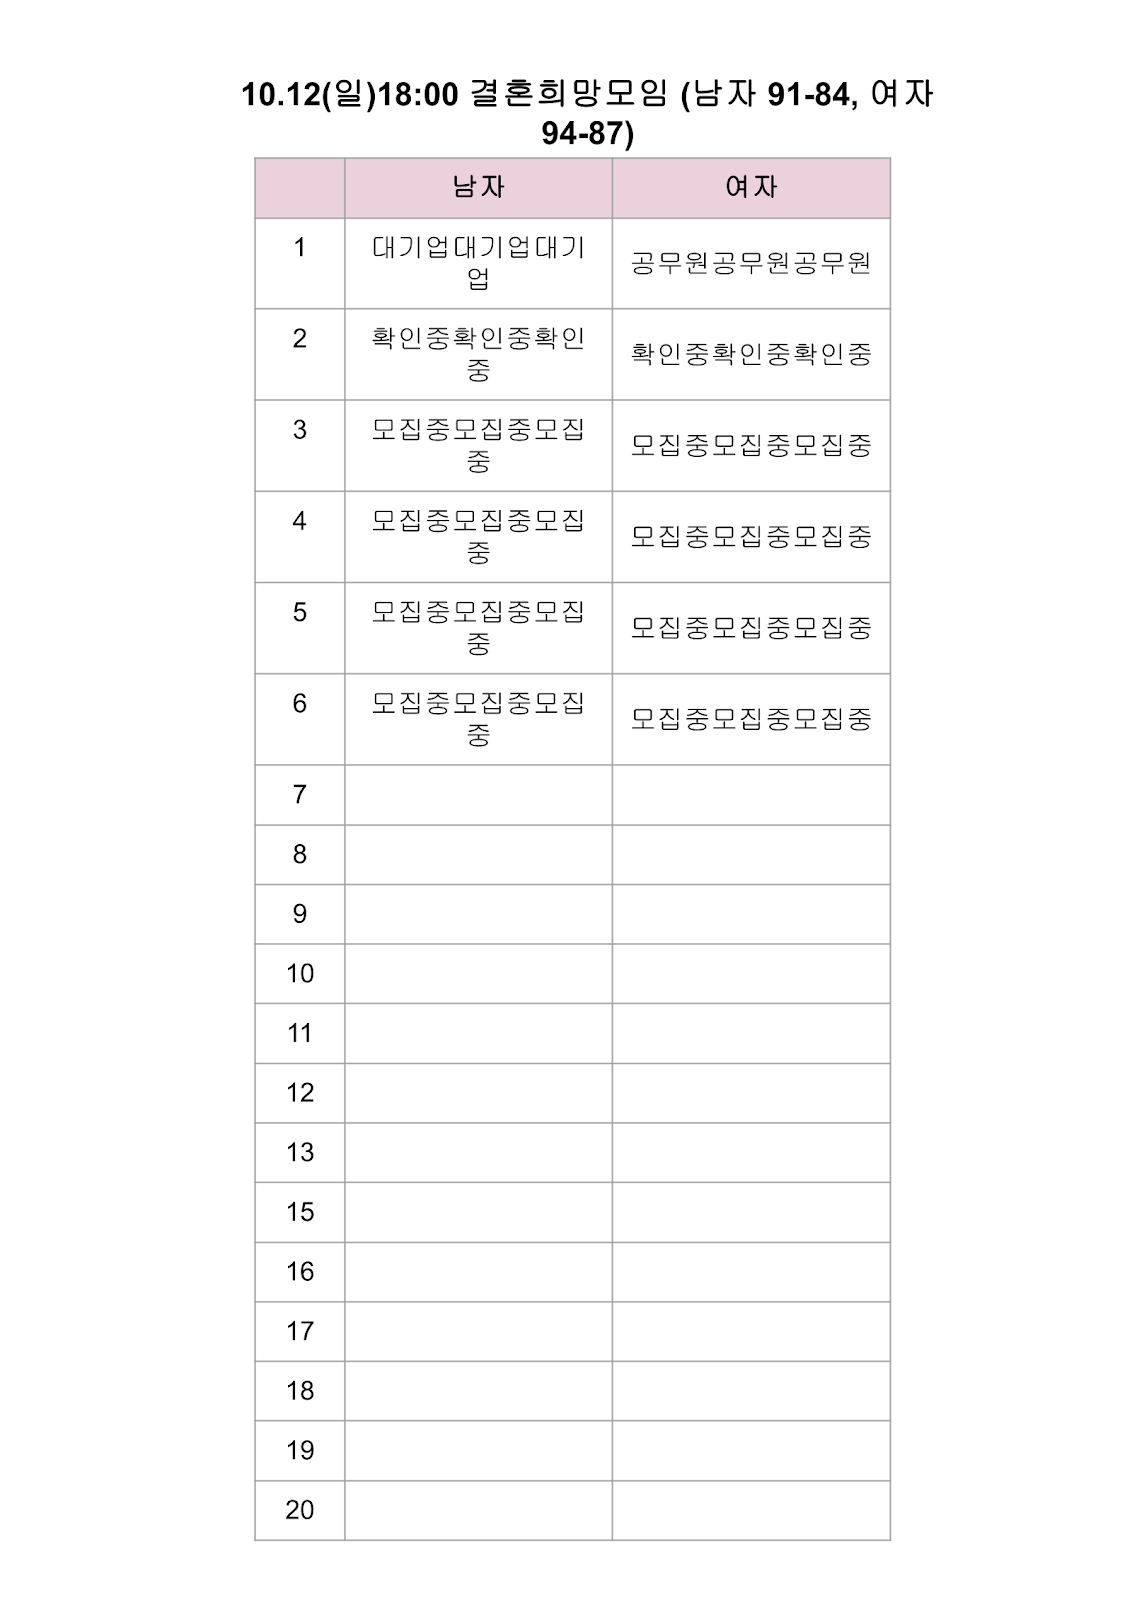 10.12(일)18:00 결혼희망모임 (남자 91-84, 여자
94-87)
남자 여자
1 대기업대기업대기
업 공무원공무원공무원
2 확인중확인중확인
중 확인중확인중확인중
3 모집중모집중모집
중 모집중모집중모집중
4 모집중모집중모집
중 모집중모집중모집중
5 모집중모집중모집
중 모집중모집중모집중
6 모집중모집중모집
중 모집중모집중모집중
7
8
9
10
11
12
13
15
16
17
18
19
20